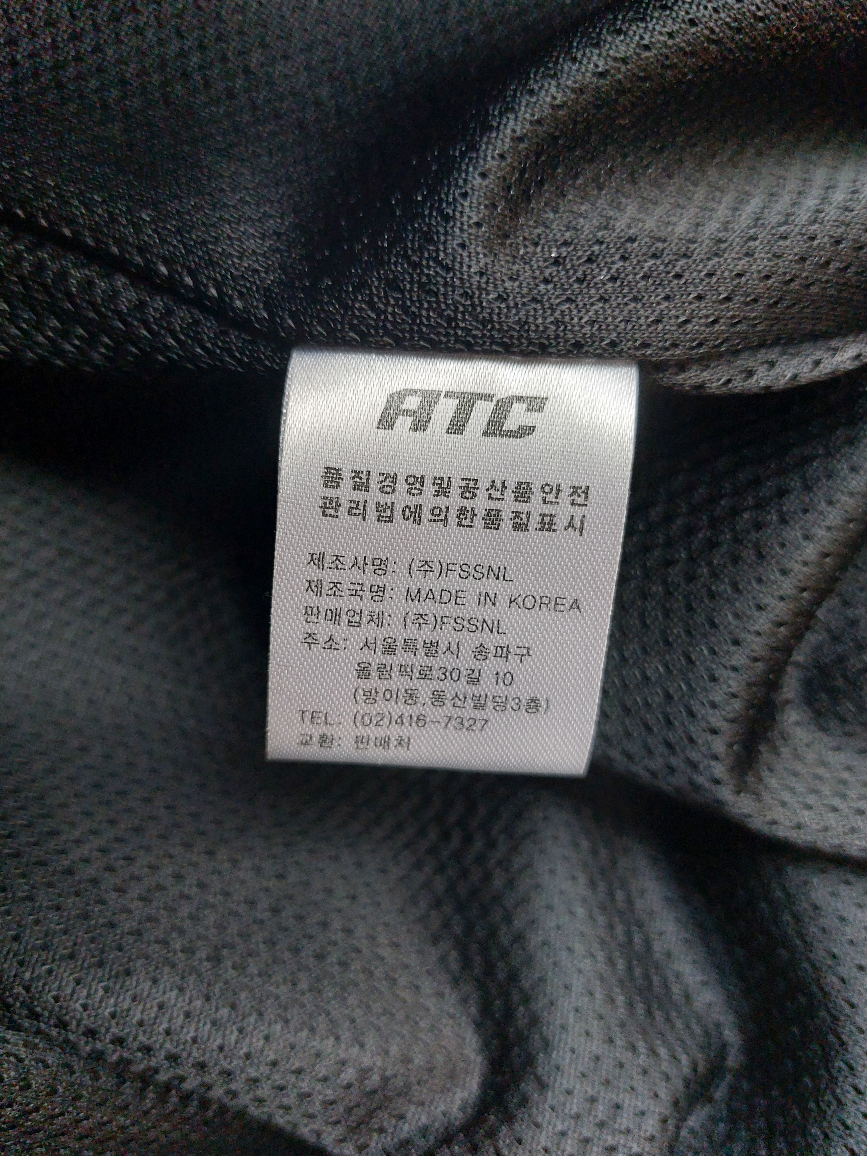 ATC
품질경영및공산품안전
관리법에의한품질표시
제조사명: (주)FSSNL
제조국명: MADE IN KOREA
판매업체: (주)FSSNL
주소: 서울특별시 송파구
올림픽로30길 10
(방이동,동산빌딩3층)
TEL: (02)416-7327
교환: 판매처